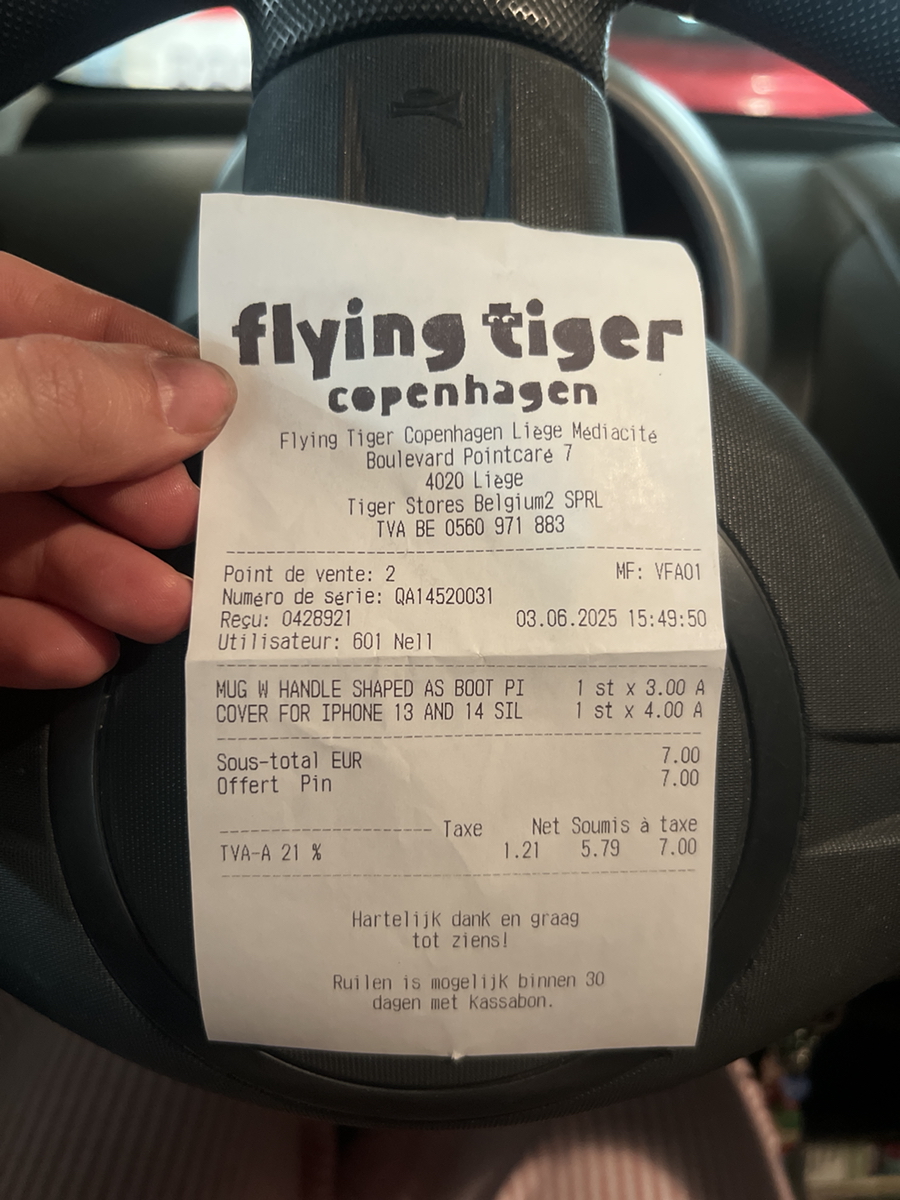 flying tiger
copenhagen
Flying Tiger Copenhagen Liège Médiacité
Boulevard Pointcaré 7
4020 Liège
Tiger Stores Belgium2 SPRL
TVA BE 0560 971 883
Point de vente: 2 MF: VFA01
Numéro de série: QA14520031
Reçu: 0428921 03.06.2025 15:49:50
Utilisateur: 601 Nell
MUG W HANDLE SHAPED AS BOOT PI 1 st x 3.00 A
COVER FOR IPHONE 13 AND 14 SIL 1 st x 4.00 A
Sous-total EUR 7.00
Offert Pin 7.00
Taxe Net Soumis à taxe
TVA-A 21 % 1.21 5.79 7.00
Hartelijk dank en graag
tot ziens!
Ruilen is mogelijk binnen 30
dagen met kassabon.